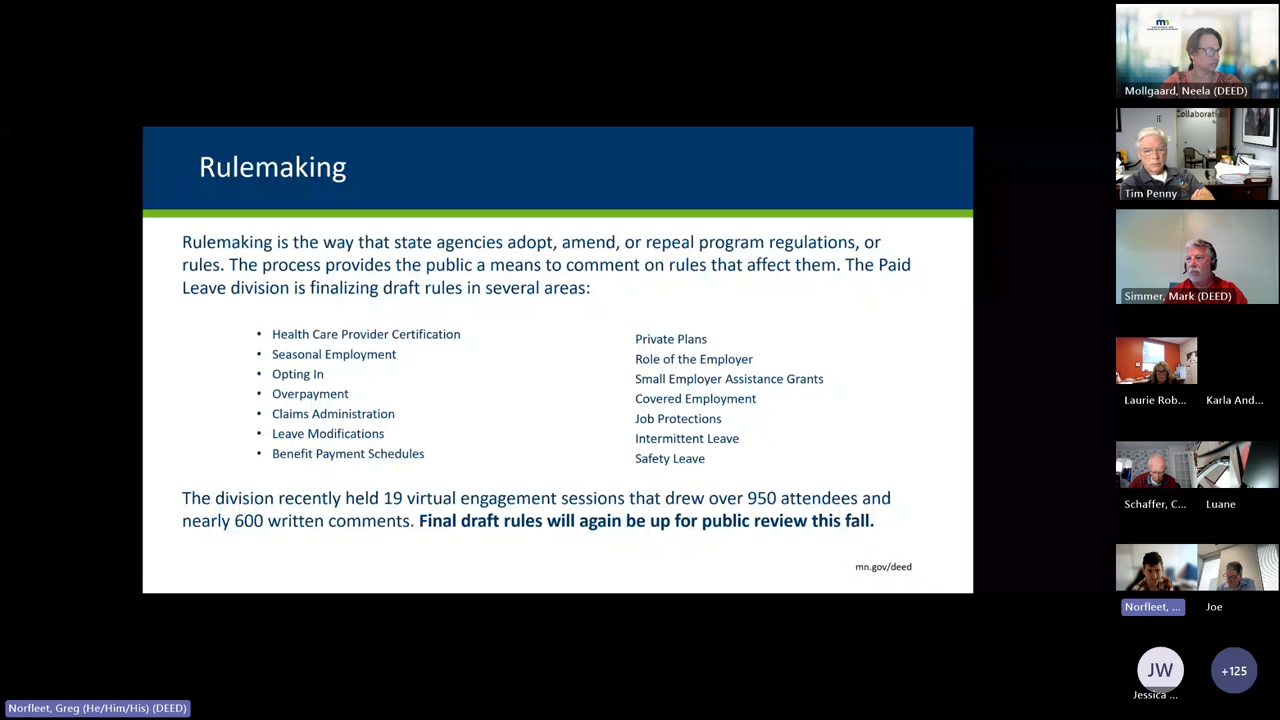 Rulemaking
Rulemaking is the way that state agencies adopt, amend, or repeal program regulations, or
rules. The process provides the public a means to comment on rules that affect them. The Paid
Leave division is finalizing draft rules in several areas:
• Health Care Provider Certification
• Seasonal Employment
• Opting In
• Overpayment
• Claims Administration
• Leave Modifications
• Benefit Payment Schedules
Private Plans
Role of the Employer
Small Employer Assistance Grants
Covered Employment
Job Protections
Intermittent Leave
Safety Leave
The division recently held 19 virtual engagement sessions that drew over 950 attendees and
nearly 600 written comments. Final draft rules will again be up for public review this fall.
mn.gov/deed
Norfleet, Greg (He/Him/His) (DEED)
mn
Mollgaard, Neela (DEED)
Tim Penny
Simmer, Mark (DEED)
Laurie Rob...
Karla And...
Schaffer, C...
Luane
Norfleet, ...
Joe
JW
Jessica ...
+125